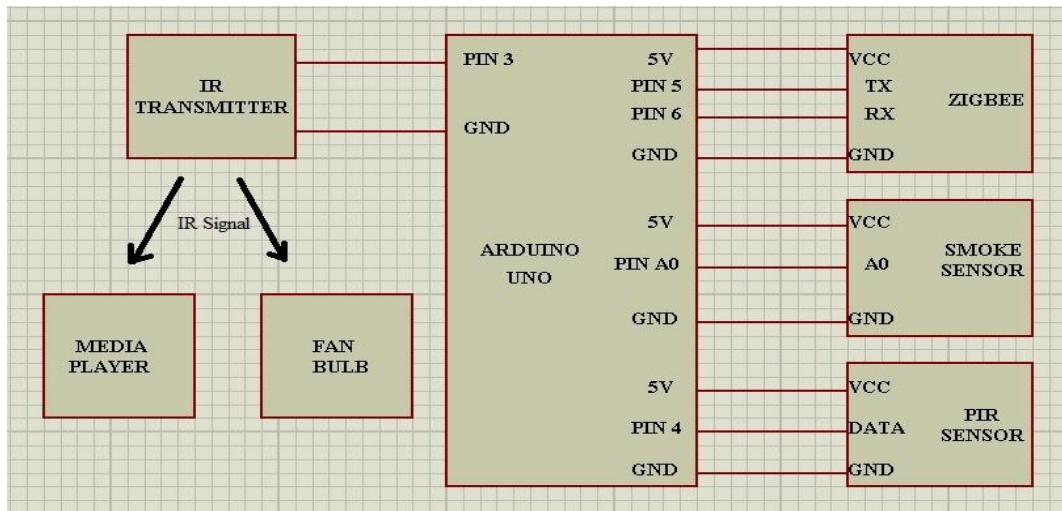 IR
TRANSMITTER
PIN 3
GND
IR Signal
MEDIA
PLAYER
FAN
BULB
ARDUINO
UNO
5V
PIN 5
PIN 6
GND
5V
PIN A0
GND
5V
PIN 4
GND
VCC
TX
RX
GND
ZIGBEE
VCC
A0
GND
SMOKE
SENSOR
VCC
DATA
GND
PIR
SENSOR